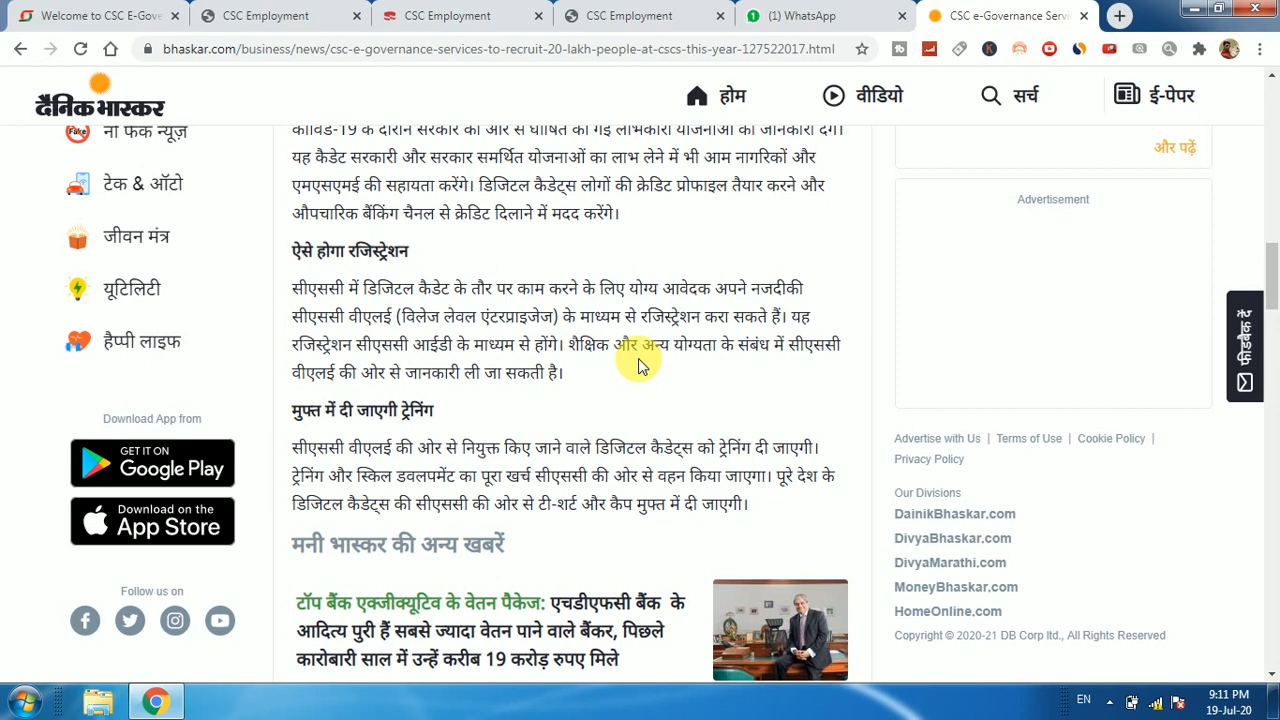 Welcome to CSC E-Gove
CSC Employment
CSC Employment
CSC Employment
(1) WhatsApp
CSC e-Governance Servi
bhaskar.com/business/news/csc-e-governance-services-to-recruit-20-lakh-people-at-cscs-this-year-127522017.html
दैनिक भास्कर
होम
वीडियो
सर्च
ई-पेपर
नो फेक न्यूज़
टेक & ऑटो
जीवन मंत्र
यूटिलिटी
हैप्पी लाइफ
Download App from
GET IT ON
Google Play
Download on the
App Store
Follow us on
कोविड-19 के दौरान सरकार की ओर से घोषित की गई लाभकारी योजनाओं की जानकारी देंगे।
यह कैडेट सरकारी और सरकार समर्थित योजनाओं का लाभ लेने में भी आम नागरिकों और
एमएसएमई की सहायता करेंगे। डिजिटल कैडेट्स लोगों की क्रेडिट प्रोफाइल तैयार करने और
औपचारिक बैंकिंग चैनल से क्रेडिट दिलाने में मदद करेंगे।
ऐसे होगा रजिस्ट्रेशन
सीएससी में डिजिटल कैडेट के तौर पर काम करने के लिए योग्य आवेदक अपने नजदीकी
सीएससी वीएलई (विलेज लेवल एंटरप्राइजेज) के माध्यम से रजिस्ट्रेशन करा सकते हैं। यह
रजिस्ट्रेशन सीएससी आईडी के माध्यम से होंगे। शैक्षिक और अन्य योग्यता के संबंध में सीएससी
वीएलई की ओर से जानकारी ली जा सकती है।
मुफ्त में दी जाएगी ट्रेनिंग
सीएससी वीएलई की ओर से नियुक्त किए जाने वाले डिजिटल कैडेट्स को ट्रेनिंग दी जाएगी।
ट्रेनिंग और स्किल डवलपमेंट का पूरा खर्च सीएससी की ओर से वहन किया जाएगा। पूरे देश के
डिजिटल कैडेट्स की सीएससी की ओर से टी-शर्ट और कैप मुफ्त में दी जाएगी।
मनी भास्कर की अन्य खबरें
टॉप बैंक एक्जीक्यूटिव के वेतन पैकेज: एचडीएफसी बैंक के
आदित्य पुरी हैं सबसे ज्यादा वेतन पाने वाले बैंकर, पिछले
कारोबारी साल में उन्हें करीब 19 करोड़ रुपए मिले
और पढ़ें
Advertisement
फीडबैक दें
Advertise with Us | Terms of Use | Cookie Policy |
Privacy Policy
Our Divisions
DainikBhaskar.com
DivyaBhaskar.com
DivyaMarathi.com
MoneyBhaskar.com
HomeOnline.com
Copyright © 2020-21 DB Corp ltd., All Rights Reserved
EN
9:11 PM
19-Jul-20